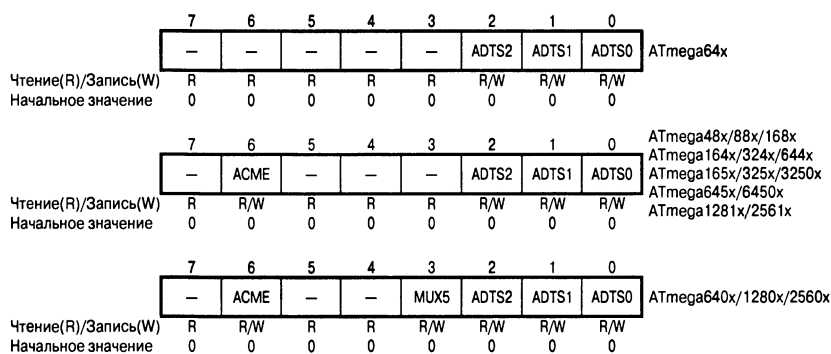 7 6 5 4 3 2 1 0
— — — — — ADTS2 ADTS1 ADTS0 ATmega64x
Чтение(R)/Запись(W) R R R R R R/W R/W R/W
Начальное значение 0 0 0 0 0 0 0 0
7 6 5 4 3 2 1 0
— ACME — — — ADTS2 ADTS1 ADTS0
ATmega48x/88x/168x
ATmega164x/324x/644x
ATmega165x/325x/3250x
ATmega645x/6450x
ATmega1281x/2561x
Чтение(R)/Запись(W) R R/W R R R R/W R/W R/W
Начальное значение 0 0 0 0 0 0 0 0
7 6 5 4 3 2 1 0
— ACME — — MUX5 ADTS2 ADTS1 ADTS0 ATmega640x/1280x/2560x
Чтение(R)/Запись(W) R R/W R R R/W R/W R/W R/W
Начальное значение 0 0 0 0 0 0 0 0